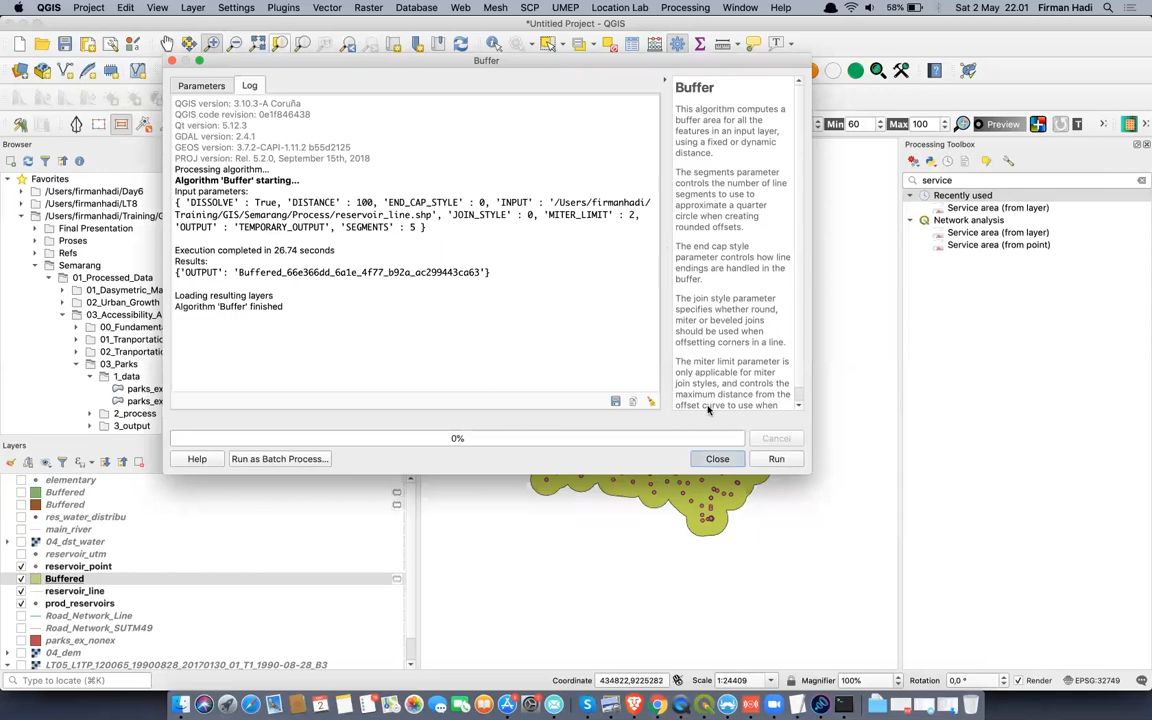 QGIS Project Edit View Layer Settings Plugins Vector Raster Database Web Mesh SCP UMEP Location Lab Processing Window Help 58% Sat 2 May 22.01 Firman Hadi
*Untitled Project - QGIS
Buffer
Parameters Log
QGIS version: 3.10.3-A Coruña
QGIS code revision: 0e1f846438
Qt version: 5.12.3
GDAL version: 2.4.1
GEOS version: 3.7.2-CAPI-1.11.2 b55d2125
PROJ version: Rel. 5.2.0, September 15th, 2018
Processing algorithm...
Algorithm 'Buffer' starting...
Input parameters:
{ 'DISSOLVE' : True, 'DISTANCE' : 100, 'END_CAP_STYLE' : 0, 'INPUT' : '/Users/firmanhadi/
Training/GIS/Semarang/Process/reservoir_line.shp', 'JOIN_STYLE' : 0, 'MITER_LIMIT' : 2,
'OUTPUT' : 'TEMPORARY_OUTPUT', 'SEGMENTS' : 5 }
Execution completed in 26.74 seconds
Results:
{'OUTPUT': 'Buffered_66e366dd_6a1e_4f77_b92a_ac299443ca63'}
Loading resulting layers
Algorithm 'Buffer' finished
Buffer
This algorithm computes a
buffer area for all the
features in an input layer,
using a fixed or dynamic
distance.
The segments parameter
controls the number of line
segments to use to
approximate a quarter
circle when creating
rounded offsets.
The end cap style
parameter controls how line
endings are handled in the
buffer.
The join style parameter
specifies whether round,
miter or beveled joins
should be used when
offsetting corners in a line.
The miter limit parameter is
only applicable for miter
join styles, and controls the
maximum distance from the
offset curve to use when
0% Cancel
Help Run as Batch Process... Close Run
Min 60 Max 100 Preview T
Browser
Favorites
/Users/firmanhadi/Day6
/Users/firmanhadi/LT8
/Users/firmanhadi/Training/G
Final Presentation
Proses
Refs
Semarang
01_Processed_Data
01_Dasymetric_Ma
02_Urban_Growth
03_Accessibility_A
00_Fundament
01_Tranportati
02_Tranportati
03_Parks
1_data
parks_ex
parks_ex
2_process
3_output
Layers
elementary
Buffered
Buffered
res_water_distribu
main_river
04_dst_water
reservoir_utm
reservoir_point
Buffered
reservoir_line
prod_reservoirs
Road_Network_Line
Road_Network_SUTM49
parks_ex_nonex
04_dem
LT05_L1TP_120065_19900828_20170130_01_T1_1990-08-28_B3
Processing Toolbox
service
Recently used
Service area (from layer)
Network analysis
Service area (from layer)
Service area (from point)
Type to locate (⌘K) Coordinate 434822,9225282 Scale 1:24409 Magnifier 100% Rotation 0,0 ° Render EPSG:32749